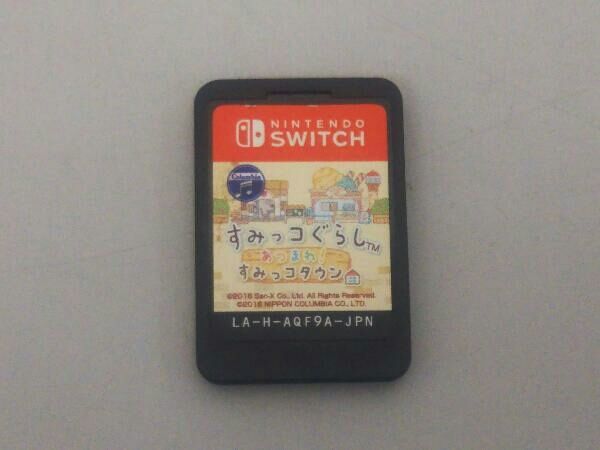 NINTENDO
SWITCH
Columbia
すみっコぐらし™
あつまれ!
すみっコタウン
©2018 San-X Co., Ltd. All Rights Reserved.
©2018 NIPPON COLUMBIA CO., LTD.
LA-H-AQF9A-JPN